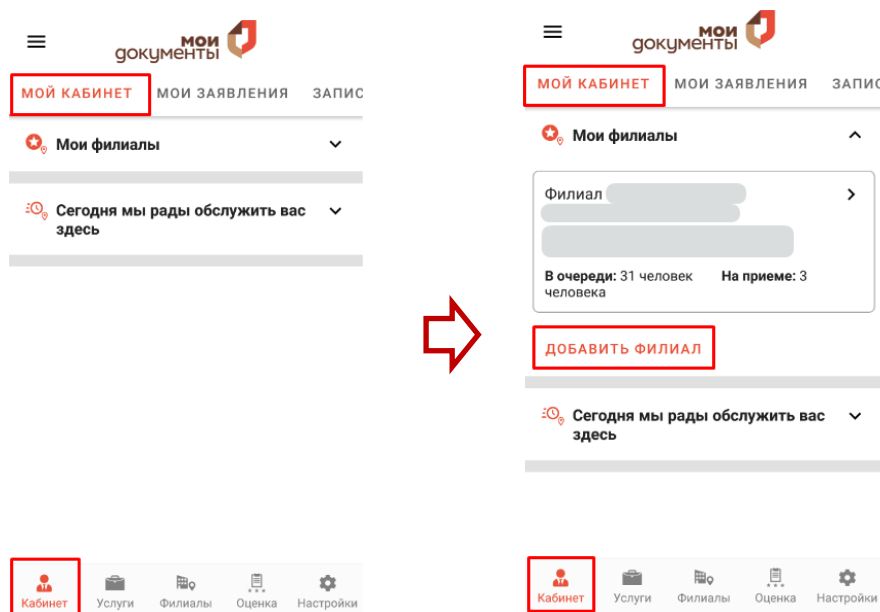 мои
документы
МОЙ КАБИНЕТ МОИ ЗАЯВЛЕНИЯ ЗАПИС
Мои филиалы
Сегодня мы рады обслужить вас
здесь
Кабинет Услуги Филиалы Оценка Настройки
мои
документы
МОЙ КАБИНЕТ МОИ ЗАЯВЛЕНИЯ ЗАПИС
Мои филиалы
Филиал
В очереди: 31 человек На приеме: 3
человека
ДОБАВИТЬ ФИЛИАЛ
Сегодня мы рады обслужить вас
здесь
Кабинет Услуги Филиалы Оценка Настройки